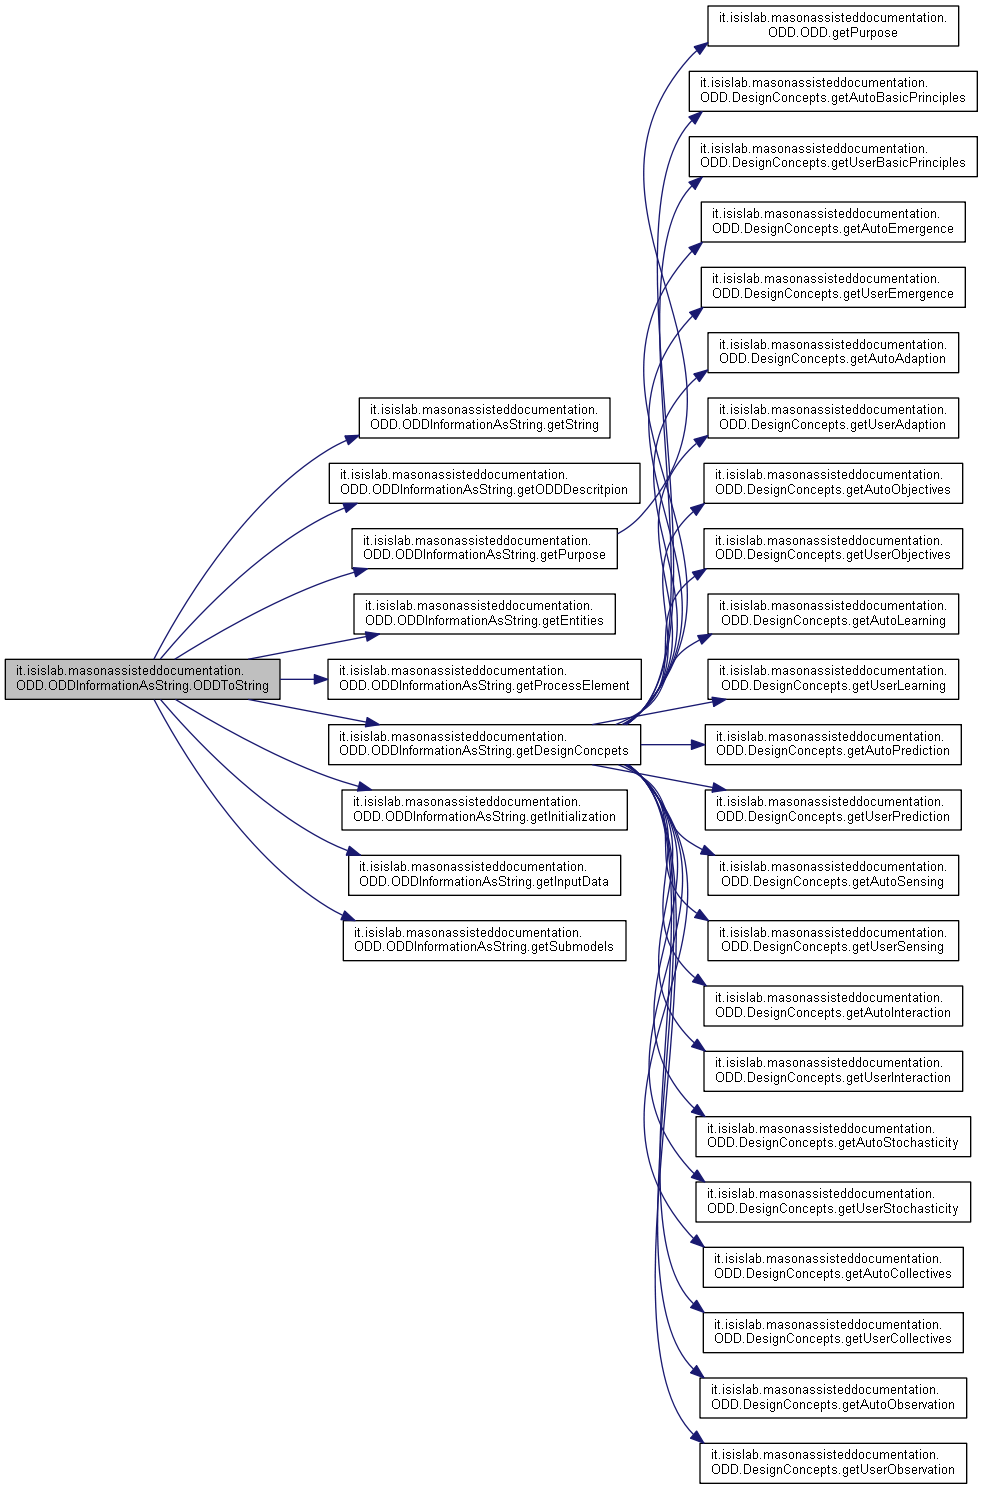 it.isislab.masonassisteddocumentation.
ODD.ODDInformationAsString.ODDToString
it.isislab.masonassisteddocumentation.
ODD.ODDInformationAsString.getString
it.isislab.masonassisteddocumentation.
ODD.ODDInformationAsString.getODDDescritpion
it.isislab.masonassisteddocumentation.
ODD.ODDInformationAsString.getPurpose
it.isislab.masonassisteddocumentation.
ODD.ODDInformationAsString.getEntities
it.isislab.masonassisteddocumentation.
ODD.ODDInformationAsString.getProcessElement
it.isislab.masonassisteddocumentation.
ODD.ODDInformationAsString.getDesignConcpets
it.isislab.masonassisteddocumentation.
ODD.ODDInformationAsString.getInitialization
it.isislab.masonassisteddocumentation.
ODD.ODDInformationAsString.getInputData
it.isislab.masonassisteddocumentation.
ODD.ODDInformationAsString.getSubmodels
it.isislab.masonassisteddocumentation.
ODD.ODD.getPurpose
it.isislab.masonassisteddocumentation.
ODD.DesignConcepts.getAutoBasicPrinciples
it.isislab.masonassisteddocumentation.
ODD.DesignConcepts.getUserBasicPrinciples
it.isislab.masonassisteddocumentation.
ODD.DesignConcepts.getAutoEmergence
it.isislab.masonassisteddocumentation.
ODD.DesignConcepts.getUserEmergence
it.isislab.masonassisteddocumentation.
ODD.DesignConcepts.getAutoAdaption
it.isislab.masonassisteddocumentation.
ODD.DesignConcepts.getUserAdaption
it.isislab.masonassisteddocumentation.
ODD.DesignConcepts.getAutoObjectives
it.isislab.masonassisteddocumentation.
ODD.DesignConcepts.getUserObjectives
it.isislab.masonassisteddocumentation.
ODD.DesignConcepts.getAutoLearning
it.isislab.masonassisteddocumentation.
ODD.DesignConcepts.getUserLearning
it.isislab.masonassisteddocumentation.
ODD.DesignConcepts.getAutoPrediction
it.isislab.masonassisteddocumentation.
ODD.DesignConcepts.getUserPrediction
it.isislab.masonassisteddocumentation.
ODD.DesignConcepts.getAutoSensing
it.isislab.masonassisteddocumentation.
ODD.DesignConcepts.getUserSensing
it.isislab.masonassisteddocumentation.
ODD.DesignConcepts.getAutoInteraction
it.isislab.masonassisteddocumentation.
ODD.DesignConcepts.getUserInteraction
it.isislab.masonassisteddocumentation.
ODD.DesignConcepts.getAutoStochasticity
it.isislab.masonassisteddocumentation.
ODD.DesignConcepts.getUserStochasticity
it.isislab.masonassisteddocumentation.
ODD.DesignConcepts.getAutoCollectives
it.isislab.masonassisteddocumentation.
ODD.DesignConcepts.getUserCollectives
it.isislab.masonassisteddocumentation.
ODD.DesignConcepts.getAutoObservation
it.isislab.masonassisteddocumentation.
ODD.DesignConcepts.getUserObservation